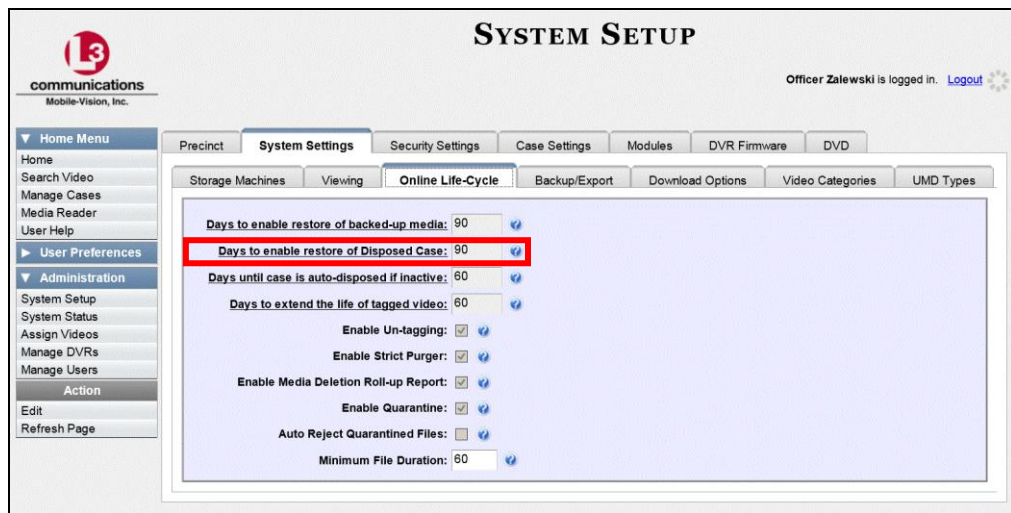 SYSTEM SETUP
L3
communications
Mobile-Vision, Inc.
Officer Zalewski is logged in. Logout
▼ Home Menu
Home
Search Video
Manage Cases
Media Reader
User Help
► User Preferences
▼ Administration
System Setup
System Status
Assign Videos
Manage DVRs
Manage Users
Action
Edit
Refresh Page
Precinct System Settings Security Settings Case Settings Modules DVR Firmware DVD
Storage Machines Viewing Online Life-Cycle Backup/Export Download Options Video Categories UMD Types
Days to enable restore of backed-up media: 90 ?
Days to enable restore of Disposed Case: 90 ?
Days until case is auto-disposed if inactive: 60 ?
Days to extend the life of tagged video: 60 ?
Enable Un-tagging: ?
Enable Strict Purger: ?
Enable Media Deletion Roll-up Report: ?
Enable Quarantine: ?
Auto Reject Quarantined Files: ?
Minimum File Duration: 60 ?